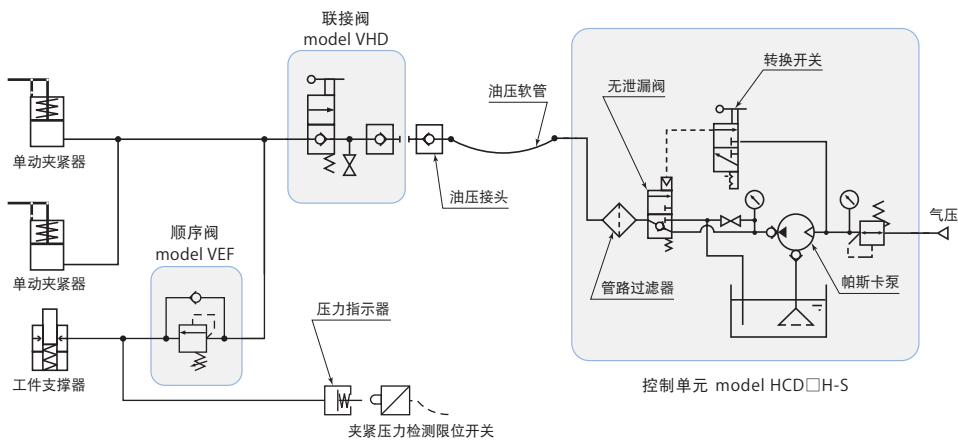 联接阀
model VHD
转换开关
无泄漏阀
油压软管
单动夹紧器
油压接头
气压
顺序阀
model VEF
单动夹紧器
管路过滤器
帕斯卡泵
压力指示器
工件支撑器
控制单元 model HCD□H-S
夹紧压力检测限位开关